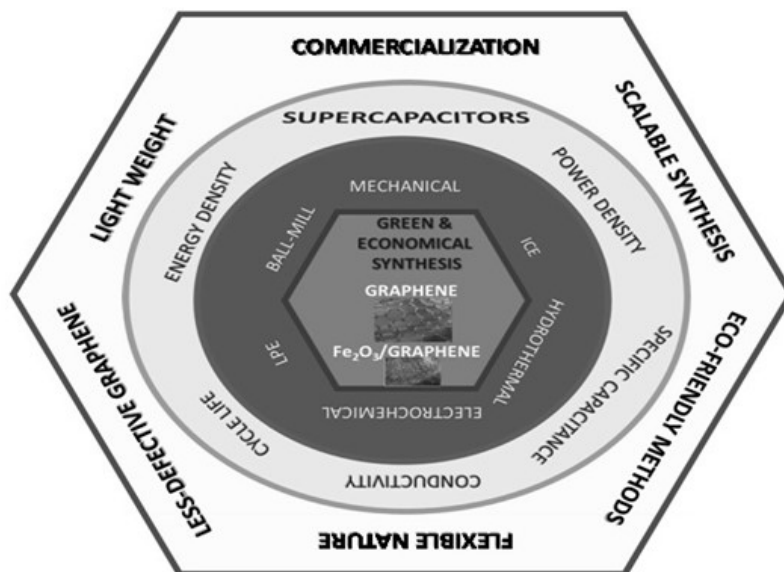 COMMERCIALIZATION
SCALABLE SYNTHESIS
ECO-FRIENDLY METHODS
FLEXIBLE NATURE
LESS-DEFECTIVE GRAPHENE
LIGHT WEIGHT
SUPERCAPACITORS
POWER DENSITY
SPECIFIC CAPACITANCE
CONDUCTIVITY
CYCLE LIFE
ENERGY DENSITY
MECHANICAL
ICE
HYDROTHERMAL
ELECTROCHEMICAL
LPE
BALL-MILL
GREEN &
ECONOMICAL
SYNTHESIS
GRAPHENE
Fe₂O₃/GRAPHENE